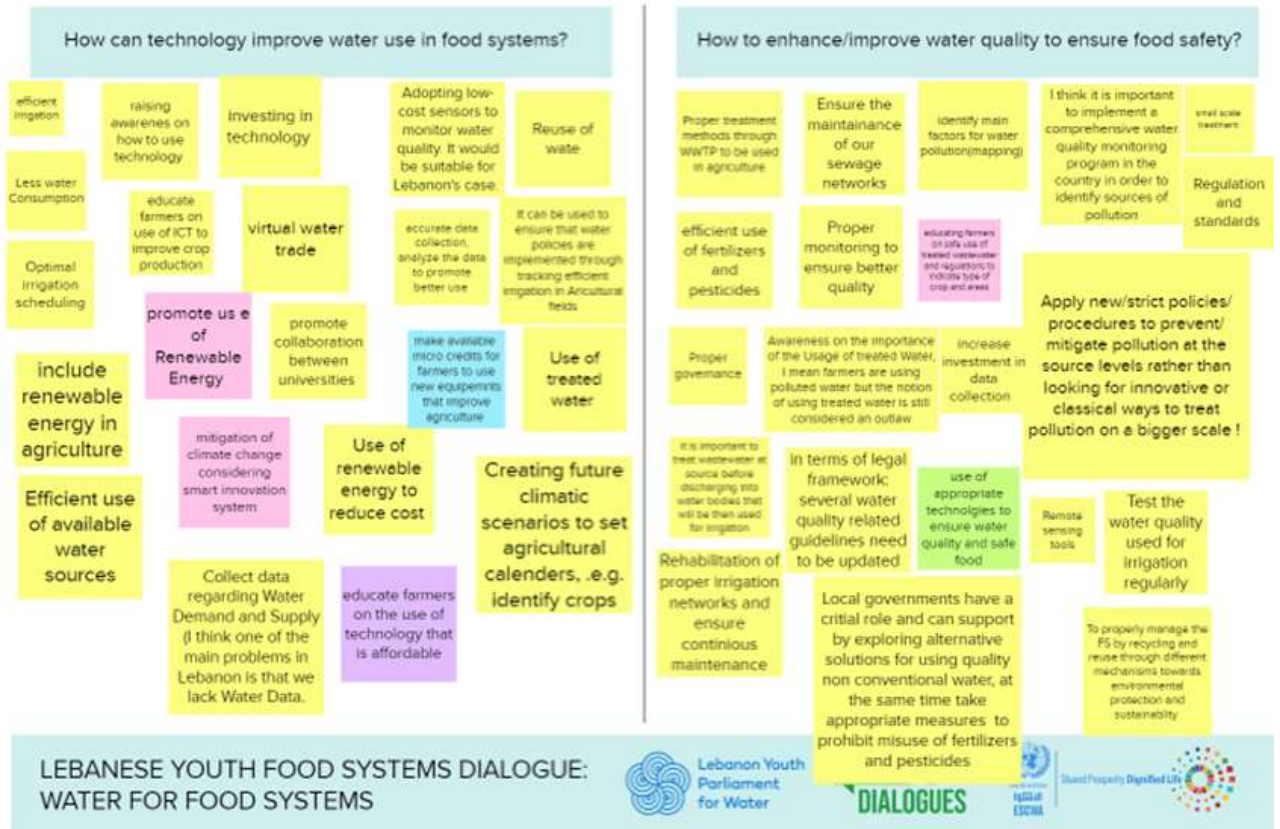 How can technology improve water use in food systems?
efficient
irrigation
raising
awarenes on
how to use
technology
investing in
technology
Adopting low-
cost sensors to
monitor water
quality. It would
be suitable for
Lebanon's case.
Reuse of
wate
Less water
Consumption
educate
farmers on
use of ICT to
improve crop
production
virtual water
trade
accurate data
collection,
analyze the data
to promote
better use
It can be used to
ensure that water
policies are
implemented through
tracking efficient
irrigation in Aricultural
fields
Optimal
irrigation
scheduling
promote us e
of
Renewable
Energy
promote
collaboration
between
universities
make available
micro credits for
farmers to use
new equipemnts
that improve
agriculture
Use of
treated
water
include
renewable
energy in
agriculture
mitigation of
climate change
considering
smart innovation
system
Use of
renewable
energy to
reduce cost
Creating future
climatic
scenarios to set
agricultural
calenders, .e.g.
identify crops
Efficient use
of available
water
sources
Collect data
regarding Water
Demand and Supply
(I think one of the
main problems in
Lebanon is that we
lack Water Data.
educate farmers
on the use of
technology that
is affordable
How to enhance/improve water quality to ensure food safety?
Proper treatment
methods through
WWTP to be used
in agriculture
Ensure the
maintainance
of our
sewage
networks
identify main
factors for water
pollution(mapping)
I think it is important
to implement a
comprehensive water
quality monitoring
program in the
country in order to
identify sources of
pollution
small scale
treatment
Regulation
and
standards
efficient use
of fertilizers
and
pesticides
Proper
monitoring to
ensure better
quality
educating farmers
on safe use of
treated wastewater
and regulations to
indicate type of
crop and areas
Apply new/strict policies/
procedures to prevent/
mitigate pollution at the
source levels rather than
looking for innovative or
classical ways to treat
pollution on a bigger scale !
Proper
governance
Awareness on the importance
of the Usage of treated Water,
I mean farmers are using
polluted water but the notion
of using treated water is still
considered an outlaw
increase
investment in
data
collection
It is important to
treat wastewater at
source before
discharging into
water bodies that
will be then used for
irrigation
in terms of legal
framework:
several water
quality related
guidelines need
to be updated
use of
appropriate
technolgies to
ensure water
quality and safe
food
Remote
sensing
tools
Test the
water quality
used for
irrigation
regularly
Rehabilitation of
proper irrigation
networks and
ensure
continious
maintenance
Local governments have a
critial role and can support
by exploring alternative
solutions for using quality
non conventional water, at
the same time take
appropriate measures to
prohibit misuse of fertilizers
and pesticides
To properly manage the
FS by recycling and
reuse through different
mechanisms towards
environmental
protection and
sustainablity
LEBANESE YOUTH FOOD SYSTEMS DIALOGUE:
WATER FOR FOOD SYSTEMS
Lebanon Youth
Parliament
for Water
DIALOGUES
الإسكوا
ESCWA
Shared Prosperity Dignified Life